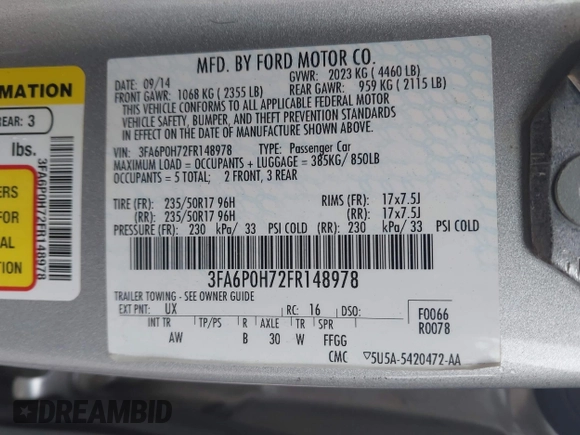 MFD. BY FORD MOTOR CO.
DATE: 09/14 GVWR: 2023 KG ( 4460 LB)
FRONT GAWR: 1068 KG ( 2355 LB) REAR GAWR: 959 KG ( 2115 LB)
THIS VEHICLE CONFORMS TO ALL APPLICABLE FEDERAL MOTOR
VEHICLE SAFETY, BUMPER, AND THEFT PREVENTION STANDARDS
IN EFFECT ON THE DATE OF MANUFACTURE SHOWN ABOVE.
VIN: 3FA6P0H72FR148978 TYPE: Passenger Car
MAXIMUM LOAD = OCCUPANTS + LUGGAGE = 385KG/ 850LB
OCCUPANTS = 5 TOTAL; 2 FRONT, 3 REAR
TIRE (FR): 235/50R17 96H RIMS (FR): 17x7.5J
(RR): 235/50R17 96H (RR): 17x7.5J
PRESSURE (FR): 230 kPa/ 33 PSI COLD (RR): 230 kPa/ 33 PSI COLD
3FA6P0H72FR148978
TRAILER TOWING - SEE OWNER GUIDE
EXT PNT: UX RC: 16 DSO:
INT TR TP/PS R AXLE TR SPR
AW B 30 W FFGG
F0066
R0078
CMC ▽5U5A-5420472-AA
RMATION
REAR: 3
lbs.
ERS
FOR
AL
ON
3FA6P0H72FR148978
DREAMBID